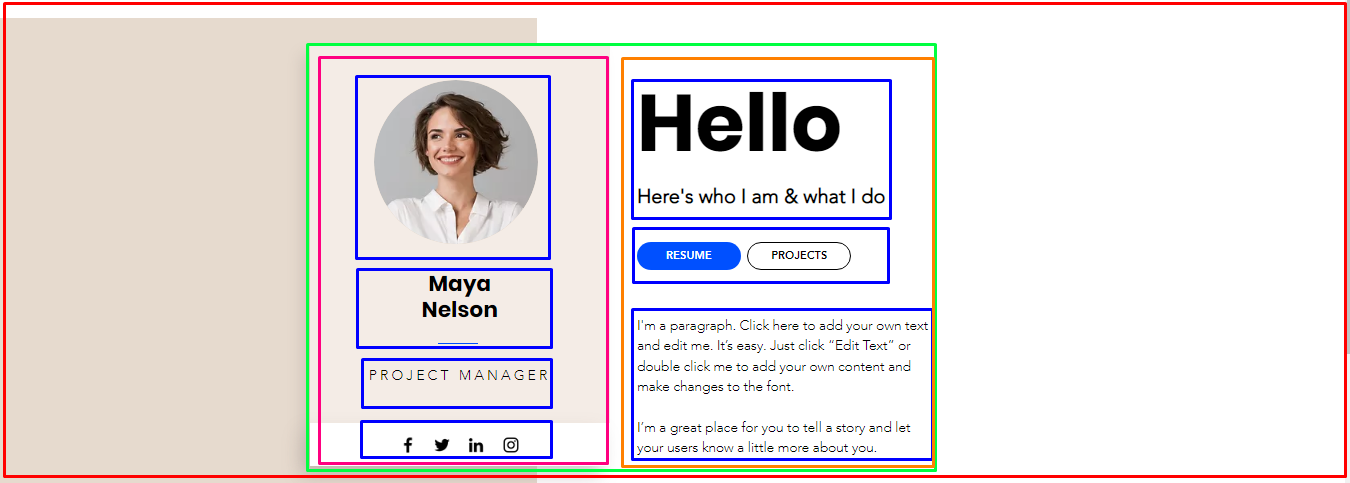 Maya
Nelson
PROJECT MANAGER
Hello
Here's who I am & what I do
RESUME
PROJECTS
I'm a paragraph. Click here to add your own text
and edit me. It’s easy. Just click “Edit Text” or
double click me to add your own content and
make changes to the font.
I’m a great place for you to tell a story and let
your users know a little more about you.